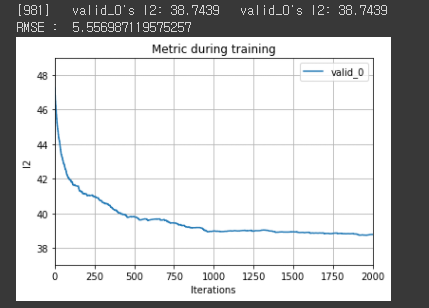 [981]   valid_0's l2: 38.7439   valid_0's l2: 38.7439
RMSE :  5.556987119575257
Metric during training
valid_0
l2
48
46
44
42
40
38
0 250 500 750 1000 1250 1500 1750 2000
Iterations